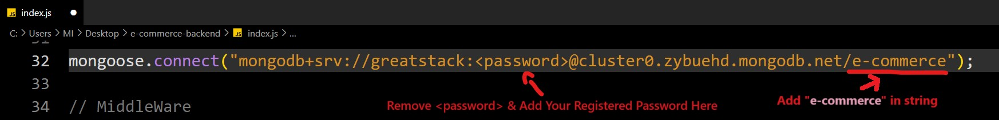 JS index.js ●
C: > Users > MI > Desktop > e-commerce-backend > JS index.js > ...
31
32 mongoose.connect("mongodb+srv://greatstack:<password>@cluster0.zybuehd.mongodb.net/e-commerce");
33
34 // MiddleWare
Remove <password> & Add Your Registered Password Here
Add "e-commerce" in string